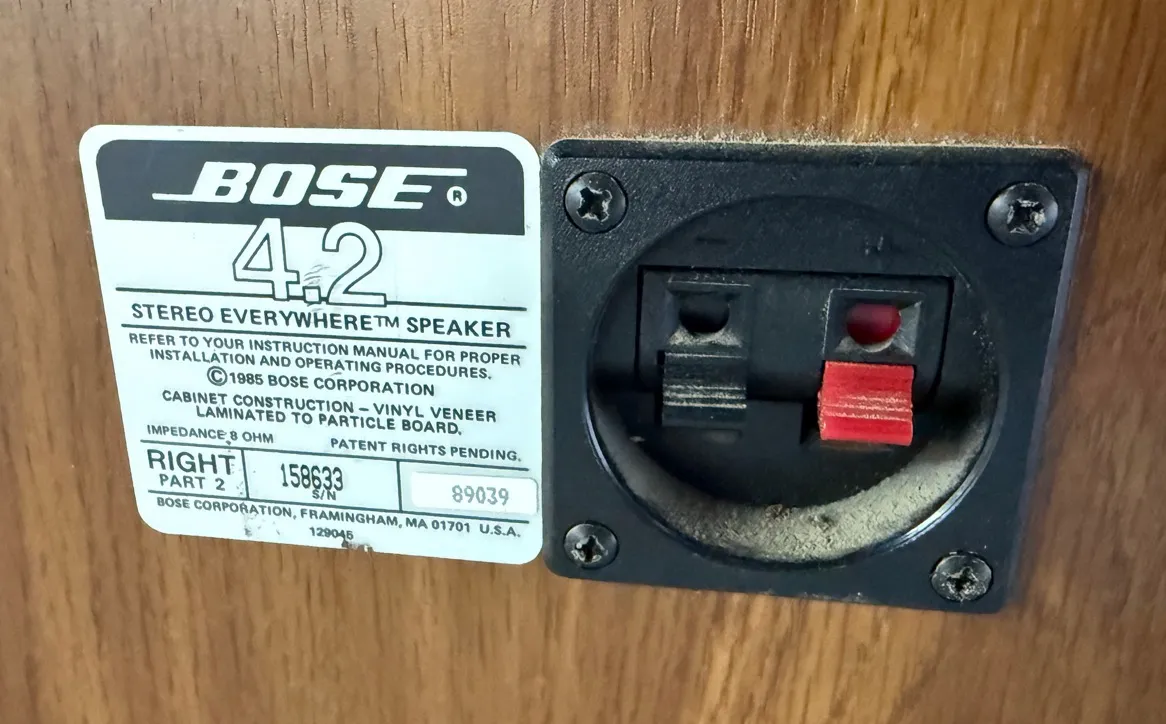 BOSE®
4.2
STEREO EVERYWHERE™ SPEAKER
REFER TO YOUR INSTRUCTION MANUAL FOR PROPER
INSTALLATION AND OPERATING PROCEDURES.
©1985 BOSE CORPORATION
CABINET CONSTRUCTION – VINYL VENEER
LAMINATED TO PARTICLE BOARD.
IMPEDANCE 8 OHM PATENT RIGHTS PENDING.
RIGHT
PART 2
158633
S/N
89039
BOSE CORPORATION, FRAMINGHAM, MA 01701 U.S.A.
129045